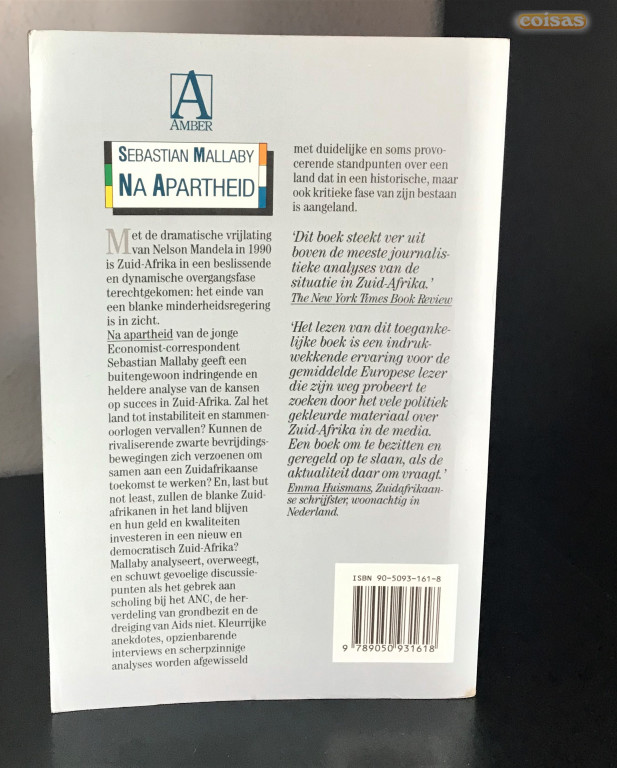 coisas
A
AMBER
SEBASTIAN MALLABY
NA APARTHEID
Met de dramatische vrijlating
van Nelson Mandela in 1990
is Zuid-Afrika in een beslissende
en dynamische overgangsfase
terechtgekomen: het einde van
een blanke minderheidsregering
is in zicht.
Na apartheid van de jonge
Economist-correspondent
Sebastian Mallaby geeft een
buitengewoon indringende en
heldere analyse van de kansen
op succes in Zuid-Afrika. Zal het
land tot instabiliteit en stammen-
oorlogen vervallen? Kunnen de
rivaliserende zwarte bevrijdings-
bewegingen zich verzoenen om
samen aan een Zuidafrikaanse
toekomst te werken? En, last but
not least, zullen de blanke Zuid-
afrikanen in het land blijven
en hun geld en kwaliteiten
investeren in een nieuw en
democratisch Zuid-Afrika?
Mallaby analyseert, overweegt,
en schuwt gevoelige discussie-
punten als het gebrek aan
scholing bij het ANC, de her-
verdeling van grondbezit en de
dreiging van Aids niet. Kleurrijke
anekdotes, opzienbarende
interviews en scherpzinnige
analyses worden afgewisseld
met duidelijke en soms provo-
cerende standpunten over een
land dat in een historische, maar
ook kritieke fase van zijn bestaan
is aangeland.
'Dit boek steekt ver uit
boven de meeste journalis-
tieke analyses van de
situatie in Zuid-Afrika.'
The New York Times Book Review
'Het lezen van dit toeganke-
lijke boek is een indruk-
wekkende ervaring voor de
gemiddelde Europese lezer
die zijn weg probeert te
zoeken door het vele politiek
gekleurde materiaal over
Zuid-Afrika in de media.
Een boek om te bezitten en
geregeld op te slaan, als de
aktualiteit daar om vraagt.'
Emma Huismans, Zuidafrikaan-
se schrijfster, woonachtig in
Nederland.
ISBN 90-5093-161-8
9 789050 931618